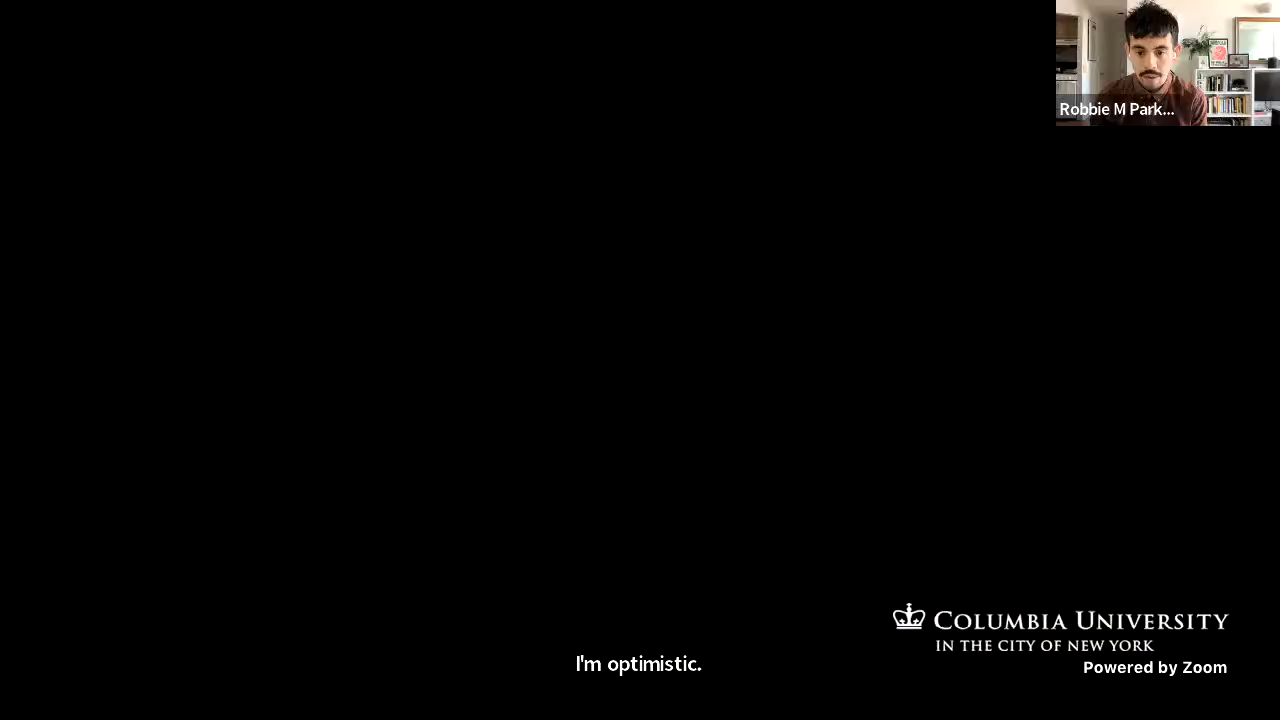 Robbie M Park...
COLUMBIA UNIVERSITY
IN THE CITY OF NEW YORK
I'm optimistic.
Powered by Zoom